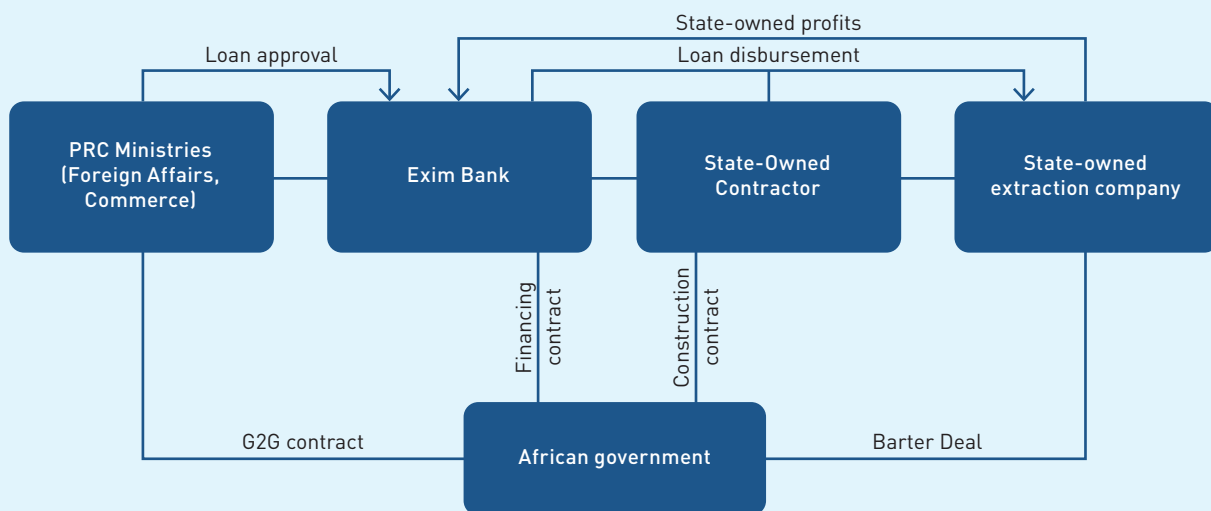 State-owned profits
Loan approval
Loan disbursement
PRC Ministries
(Foreign Affairs,
Commerce)
Exim Bank
State-Owned
Contractor
State-owned
extraction company
Financing
contract
Construction
contract
G2G contract
African government
Barter Deal